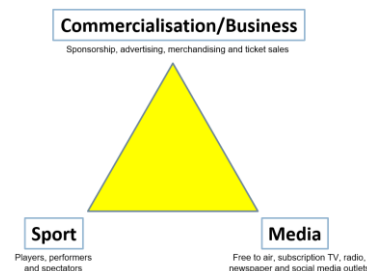 Commercialisation/Business
Sponsorship, advertising, merchandising and ticket sales
Sport
Players, performers
and spectators
Media
Free to air, subscription TV, radio,
newspaper and social media outlets